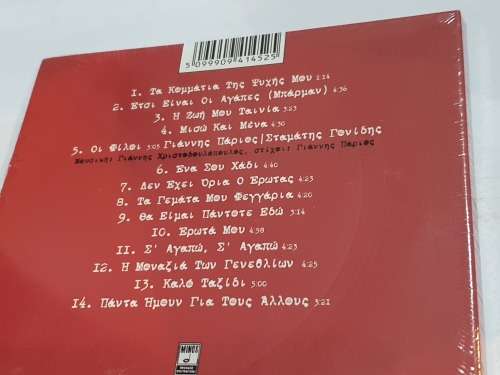 5 099909 414525
1. Τα Κομμάτια Της Ψυχής Μου
2. Έτσι Είναι Οι Αγάπες (Μπάρμαν) 4:36
3. Η Ζωή Μου Ταινία 3:23
4. Μισώ Και Μένα 4:30
5. Οι Φίλοι 5:05 Γιάννης Πάριος/Σταμάτης Γονίδης
Μουσική: Γιάννης Χριστοδουλόπουλος, στίχοι: Γιάννης Πάριος
6. Ένα Σου Χάδι 4:40
7. Δεν Έχει Όρια Ο Έρωτας 4:23
8. Τα Γεμάτα Μου Φεγγάρια 4:20
9. Θα Είμαι Πάντοτε Εδώ 3:14
10. Έρωτά Μου 4:38
11. Σ' Αγαπώ, Σ' Αγαπώ 4:23
12. Η Μοναξιά Των Γενεθλίων 4:25
13. Καλό Ταξίδι 5:00
14. Πάντα Ήμουν Για Τους Άλλους 3:21
MINOS